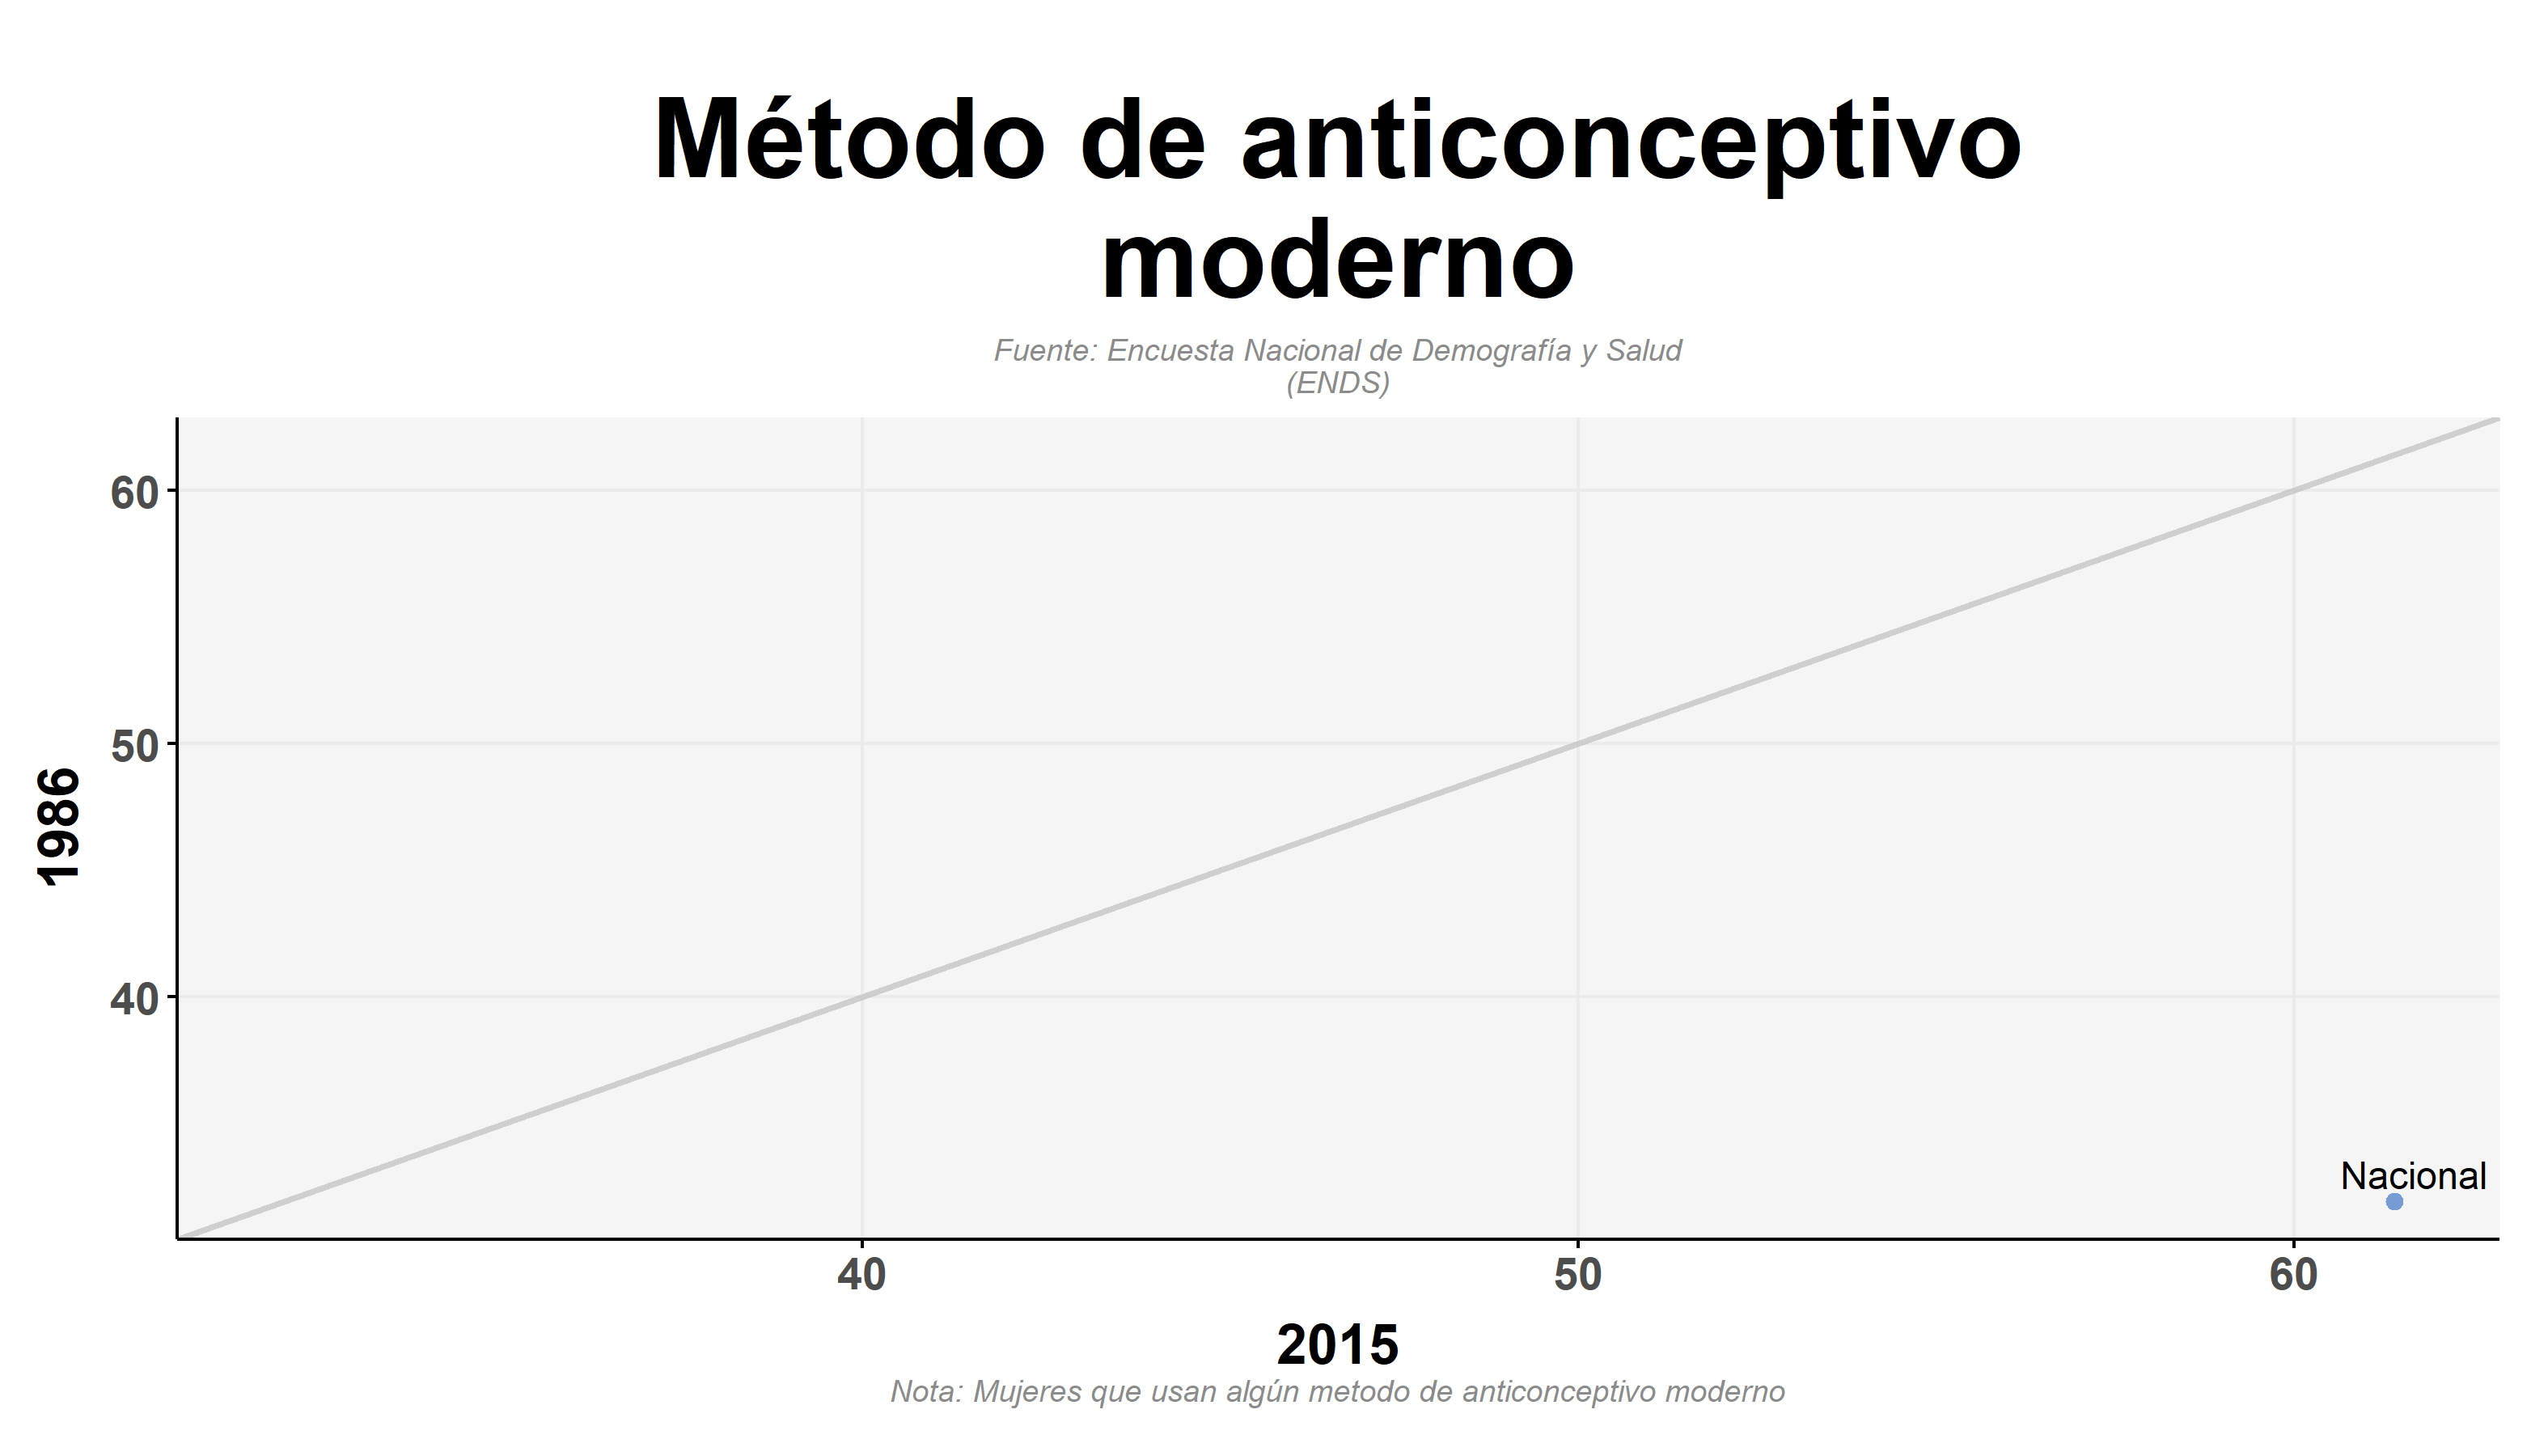 Método de anticonceptivo
moderno
Fuente: Encuesta Nacional de Demografía y Salud
(ENDS)
60
50
40
1986
Nacional
40
50
60
2015
Nota: Mujeres que usan algún metodo de anticonceptivo moderno